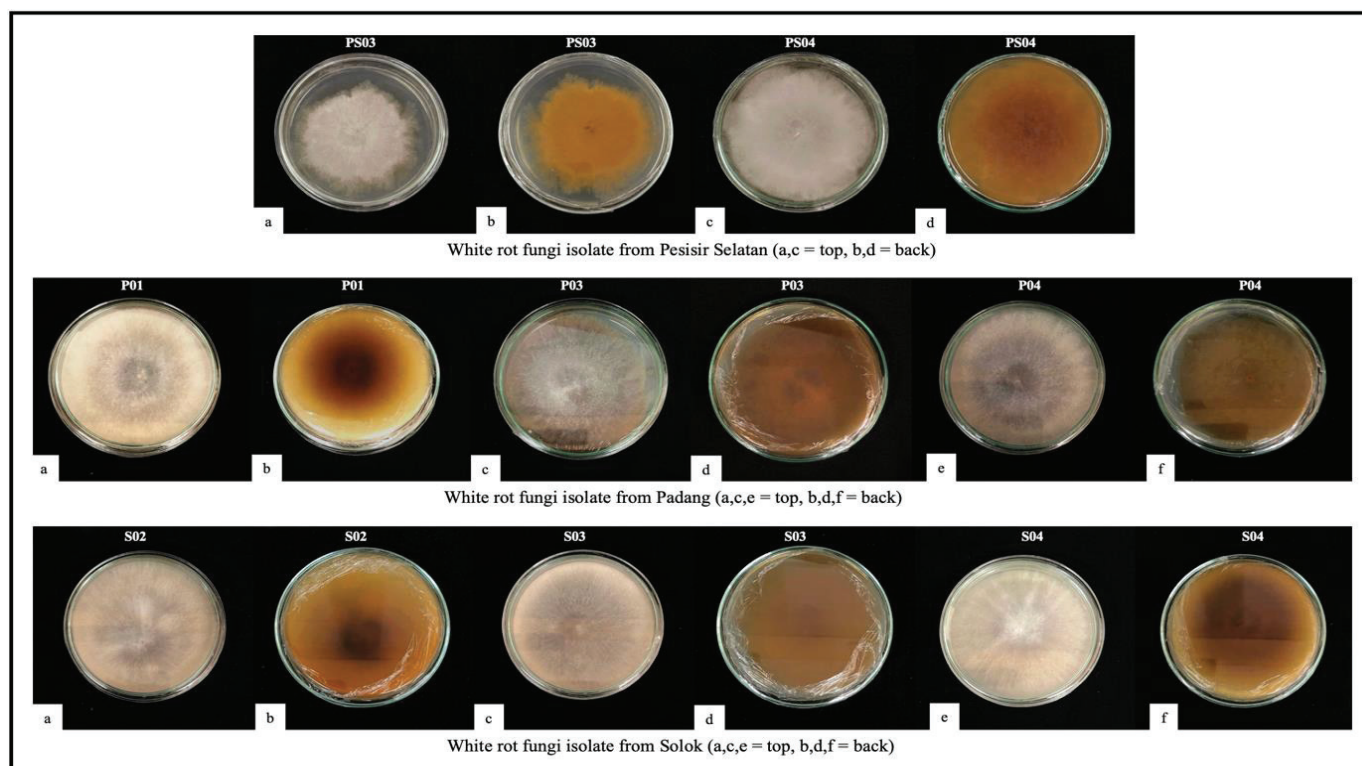 PS03 PS03 PS04 PS04
a b c d
White rot fungi isolate from Pesisir Selatan (a,c = top, b,d = back)
P01 P01 P03 P03 P04 P04
a b c d e f
White rot fungi isolate from Padang (a,c,e = top, b,d,f = back)
S02 S02 S03 S03 S04 S04
a b c d e f
White rot fungi isolate from Solok (a,c,e = top, b,d,f = back)